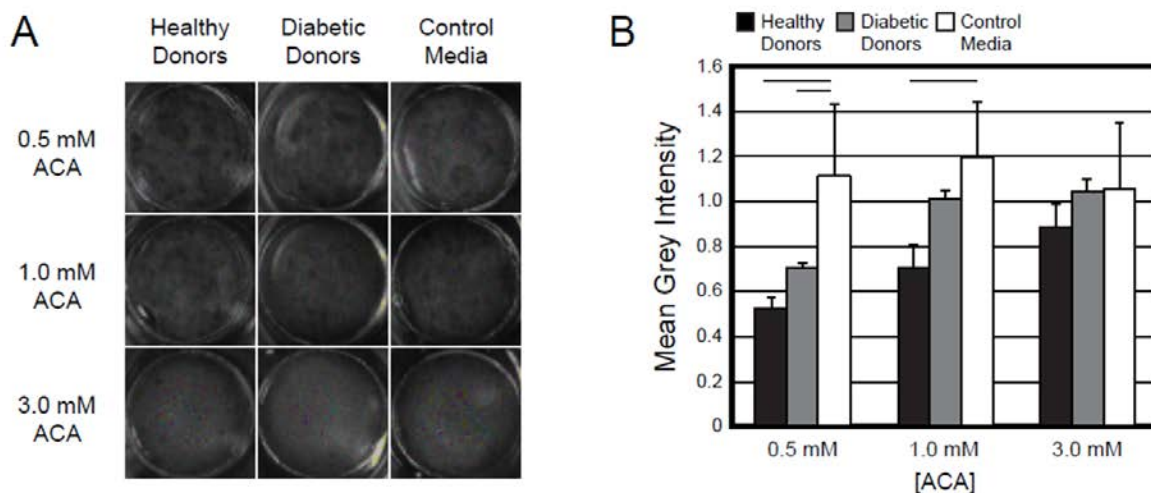 A
Healthy
Donors
Diabetic
Donors
Control
Media
0.5 mM
ACA
1.0 mM
ACA
3.0 mM
ACA
B
Healthy
Donors
Diabetic
Donors
Control
Media
Mean Grey Intensity
1.6
1.4
1.2
1.0
0.8
0.6
0.4
0.2
0
0.5 mM
1.0 mM
3.0 mM
[ACA]